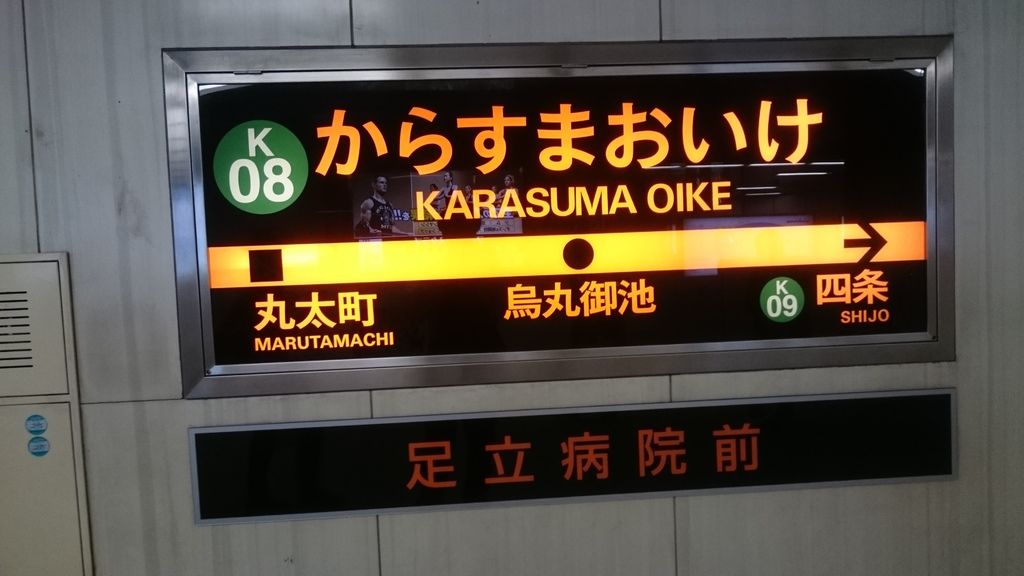 K
08
からすまおいけ
KARASUMA OIKE
丸太町
MARUTAMACHI
烏丸御池
K
09
四条
SHIJO
足立病院前